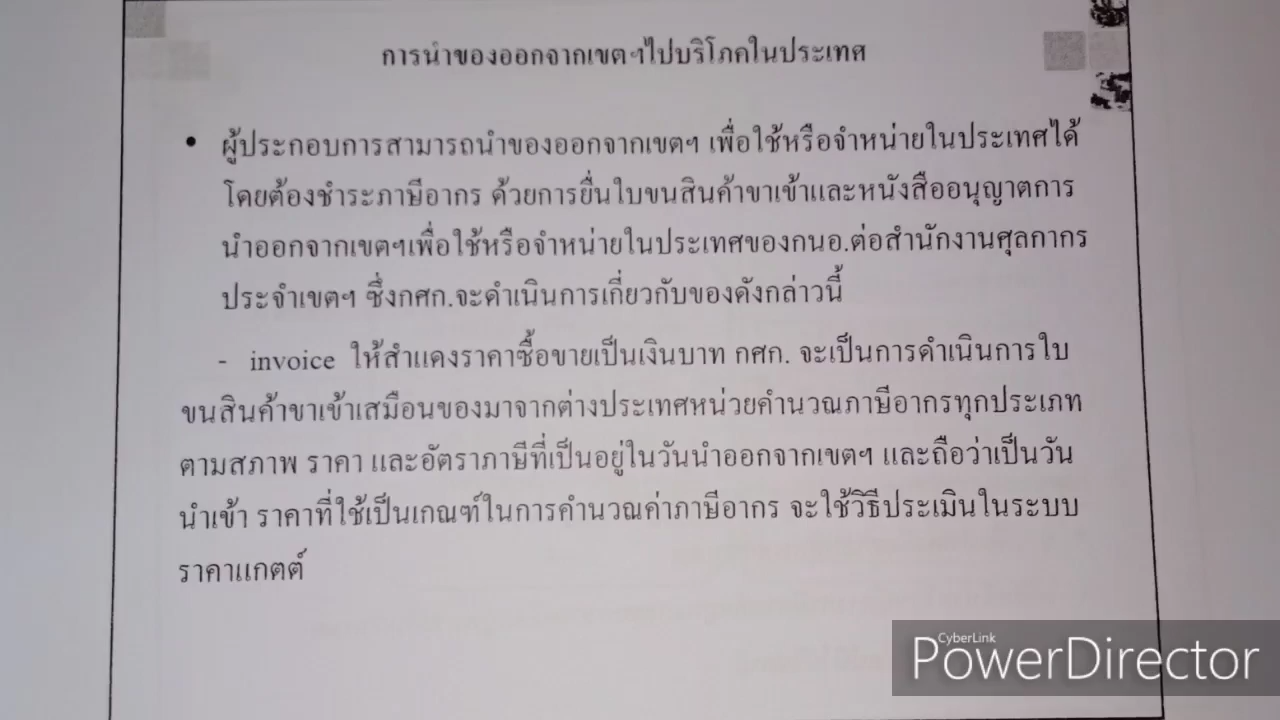 การนำของออกจากเขตฯไปบริโภคในประเทศ
• ผู้ประกอบการสามารถนำของออกจากเขตฯ เพื่อใช้หรือจำหน่ายในประเทศได้
โดยต้องชำระภาษีอากร ด้วยการยื่นใบขนสินค้าขาเข้าและหนังสืออนุญาตการ
นำออกจากเขตฯเพื่อใช้หรือจำหน่ายในประเทศของกนอ.ต่อสำนักงานศุลกากร
ประจำเขตฯ ซึ่งกศก.จะดำเนินการเกี่ยวกับของดังกล่าวนี้
- invoice ให้สำแดงราคาซื้อขายเป็นเงินบาท กศก. จะเป็นการดำเนินการใบ
ขนสินค้าขาเข้าเสมือนของมาจากต่างประเทศหน่วยคำนวณภาษีอากรทุกประเภท
ตามสภาพ ราคา และอัตราภาษีที่เป็นอยู่ในวันนำออกจากเขตฯ และถือว่าเป็นวัน
นำเข้า ราคาที่ใช้เป็นเกณฑ์ในการคำนวณค่าภาษีอากร จะใช้วิธีประเมินในระบบ
ราคาแกตต์
CyberLink
PowerDirector